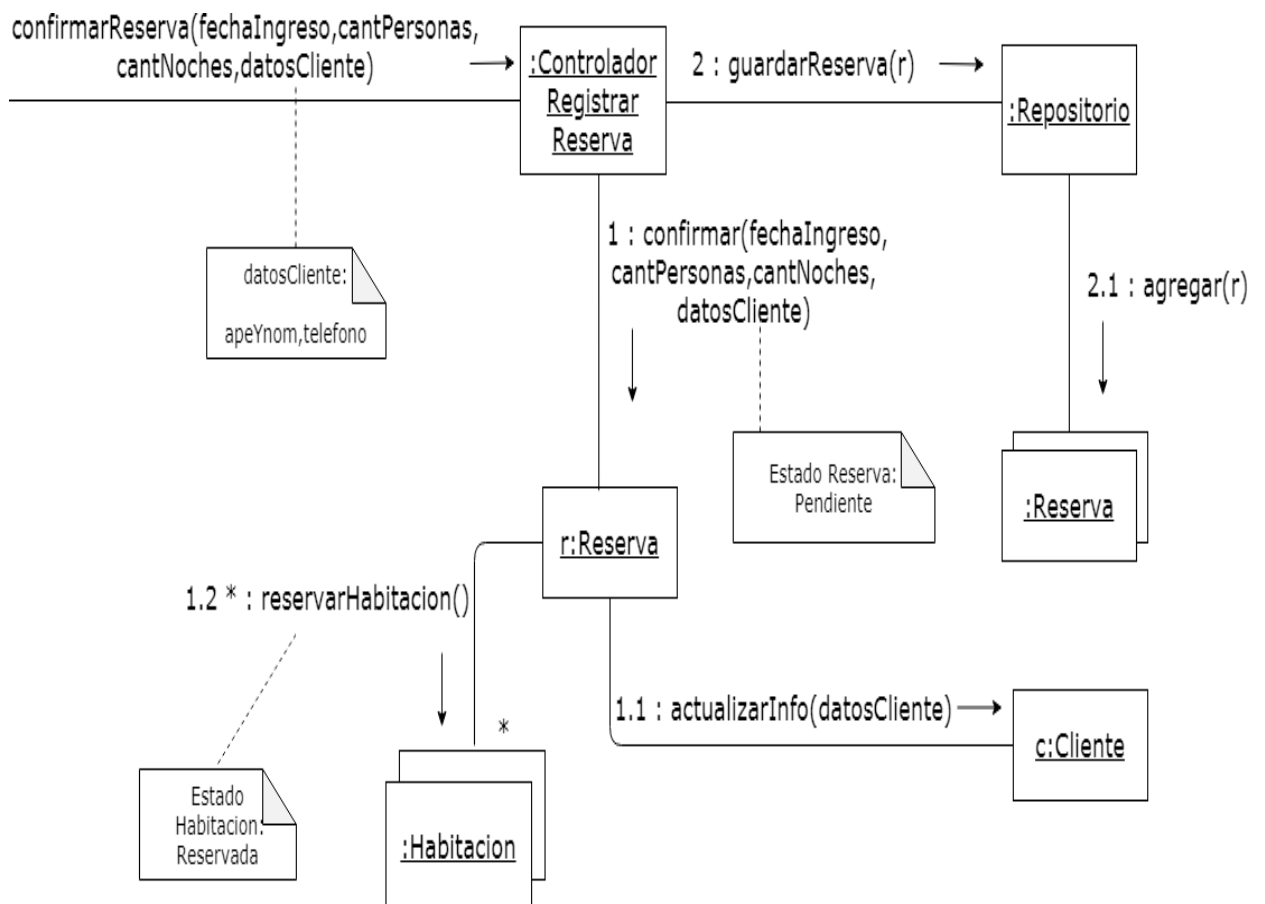 confirmarReserva(fechaIngreso,cantPersonas,
cantNoches,datosCliente)
:Controlador
Registrar
Reserva
2 : guardarReserva(r)
:Repositorio
datosCliente:
apeYnom,telefono
1 : confirmar(fechaIngreso,
cantPersonas,cantNoches,
datosCliente)
2.1 : agregar(r)
Estado Reserva:
Pendiente
:Reserva
r:Reserva
1.2 * : reservarHabitacion()
*
1.1 : actualizarInfo(datosCliente)
c:Cliente
Estado
Habitacion:
Reservada
:Habitacion